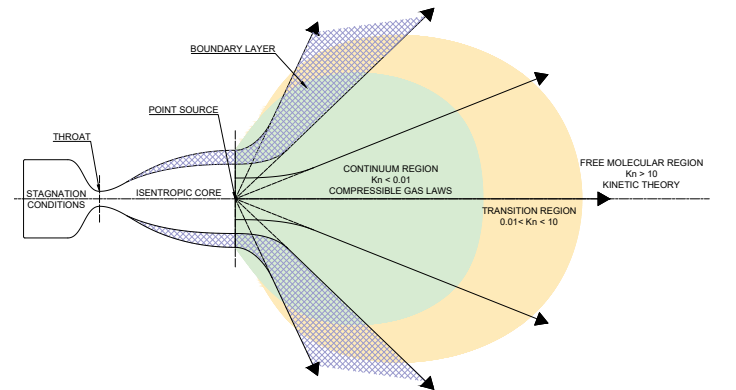 BOUNDARY LAYER
POINT SOURCE
THROAT
STAGNATION
CONDITIONS
ISENTROPIC CORE
CONTINUUM REGION
Kn < 0.01
COMPRESSIBLE GAS LAWS
FREE MOLECULAR REGION
Kn > 10
KINETIC THEORY
TRANSITION REGION
0.01< Kn < 10